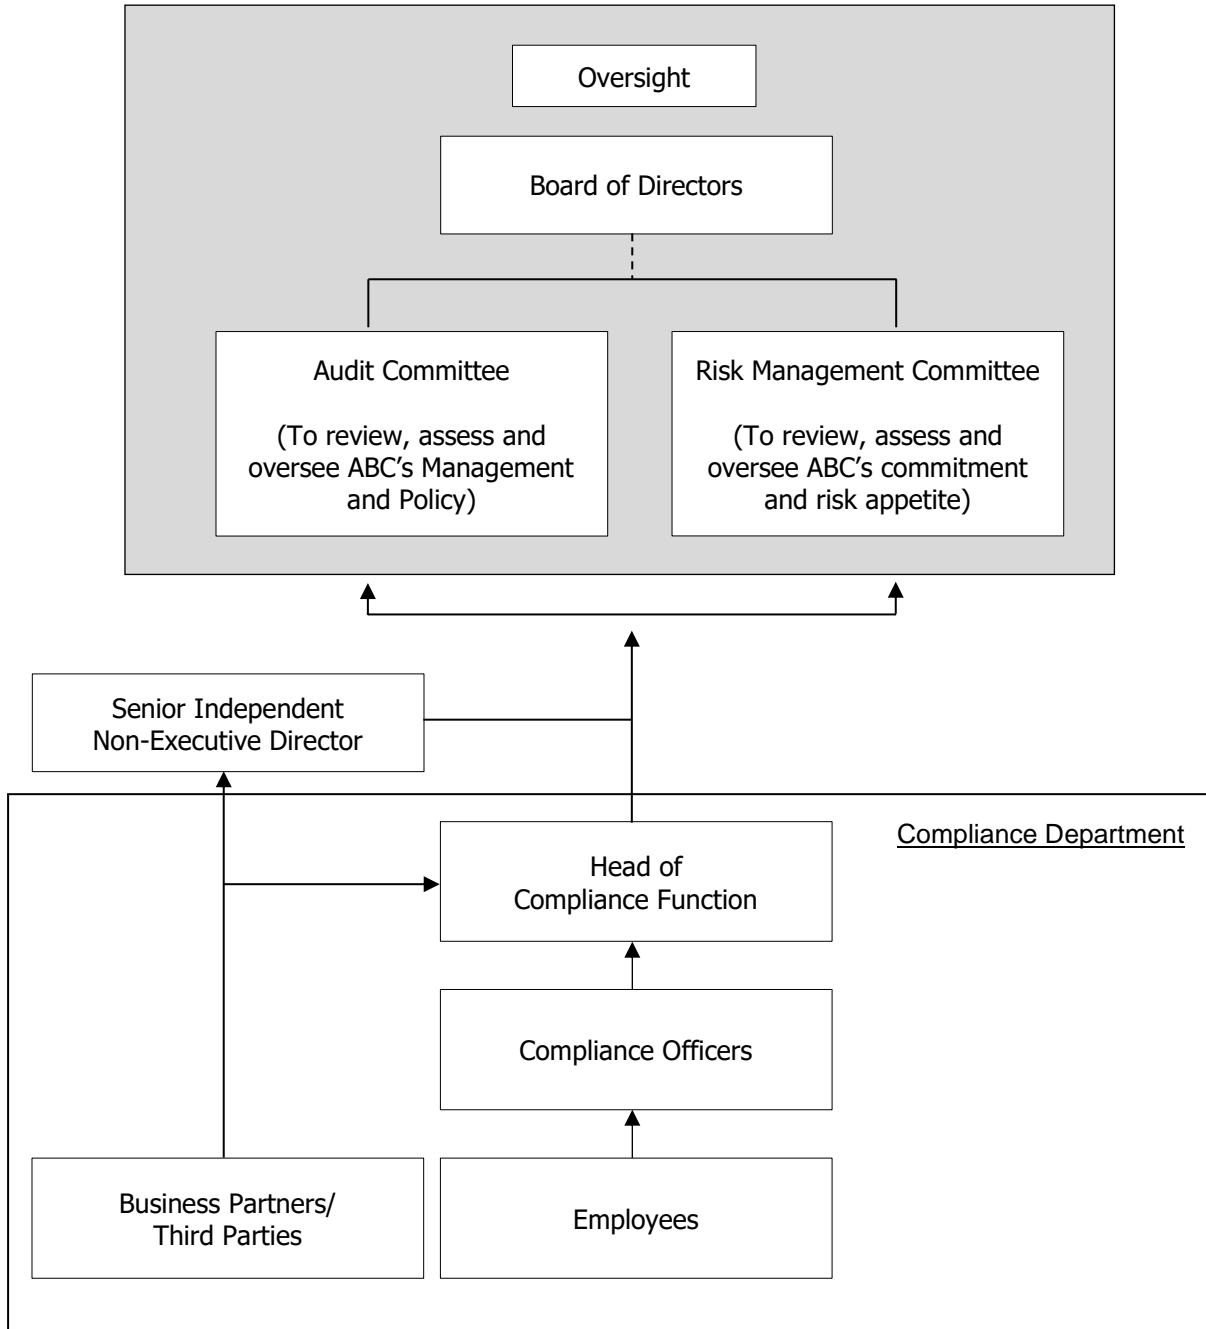 Oversight
Board of Directors
Audit Committee
(To review, assess and
oversee ABC’s Management
and Policy)
Risk Management Committee
(To review, assess and
oversee ABC’s commitment
and risk appetite)
Senior Independent
Non-Executive Director
Compliance Department
Head of
Compliance Function
Compliance Officers
Business Partners/
Third Parties
Employees